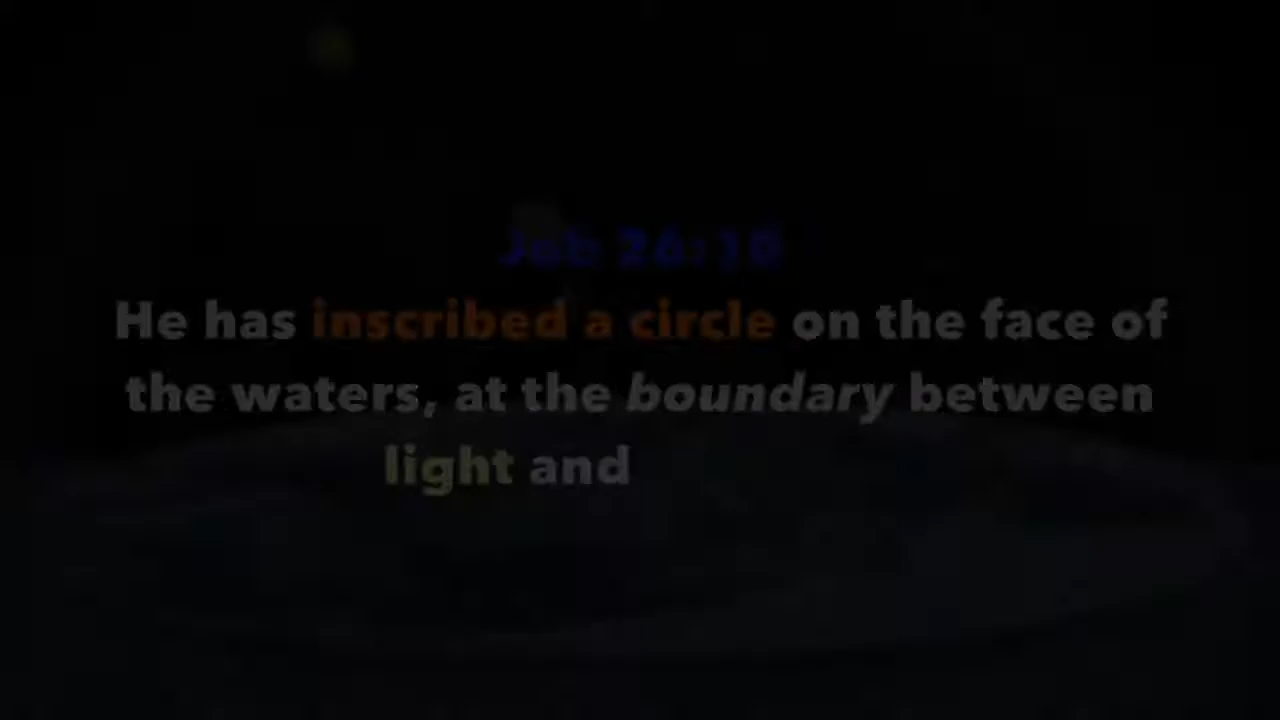 Job 26:10
He has inscribed a circle on the face of
the waters, at the boundary between
light and